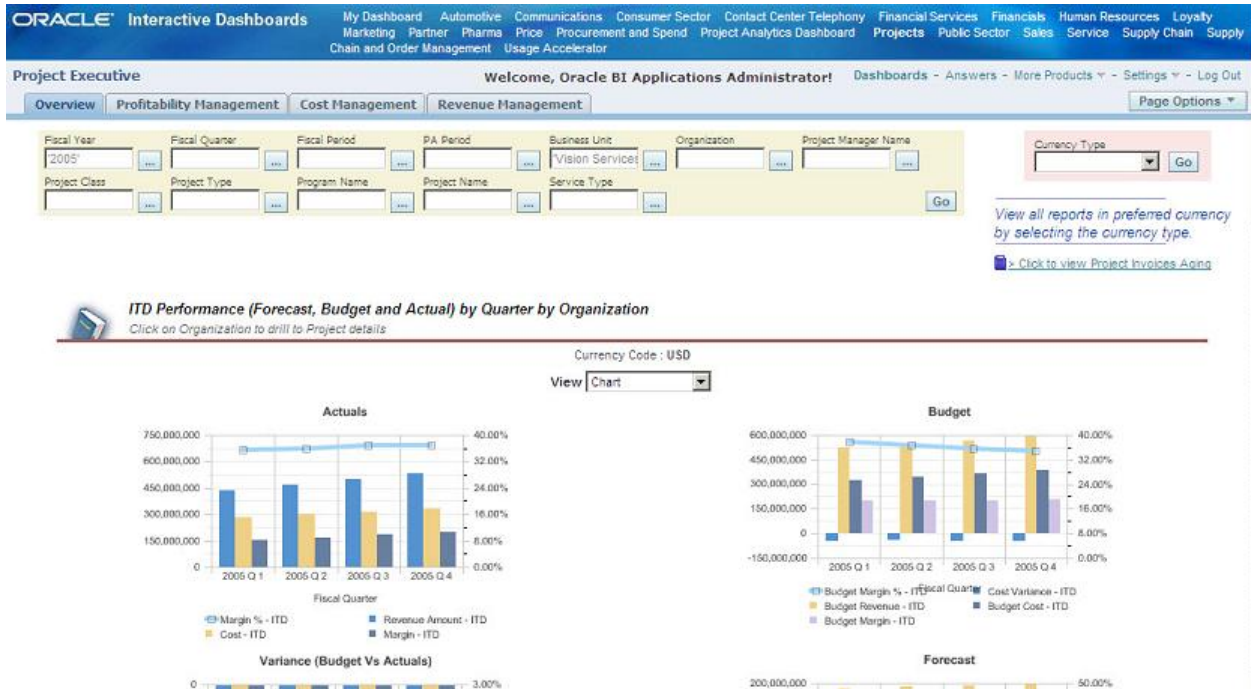 ORACLE Interactive Dashboards
My Dashboard Automotive Communications Consumer Sector Contact Center Telephony Financial Services Financials Human Resources Loyalty
Marketing Partner Pharma Price Procurement and Spend Project Analytics Dashboard Projects Public Sector Sales Service Supply Chain Supply
Chain and Order Management Usage Accelerator
Project Executive
Welcome, Oracle BI Applications Administrator!
Dashboards - Answers - More Products - Settings - Log Out
Overview Profitability Management Cost Management Revenue Management
Page Options
Fiscal Year Fiscal Quarter Fiscal Period PA Period Business Unit Organization Project Manager Name
'2005' ... ... ... ... 'Vision Services ... ... ...
Project Class Project Type Program Name Project Name Service Type
... ... ... ... ...
Go
Currency Type
Go
View all reports in preferred currency
by selecting the currency type.
> Click to view Project Invoices Aging
ITD Performance (Forecast, Budget and Actual) by Quarter by Organization
Click on Organization to drill to Project details
Currency Code : USD
View Chart
Actuals
750,000,000 40.00%
600,000,000 32.00%
450,000,000 24.00%
300,000,000 16.00%
150,000,000 8.00%
0 0.00%
2005 Q 1 2005 Q 2 2005 Q 3 2005 Q 4
Fiscal Quarter
Margin % - ITD Revenue Amount - ITD
Cost - ITD Margin - ITD
Budget
600,000,000 40.00%
450,000,000 32.00%
300,000,000 24.00%
150,000,000 16.00%
0 8.00%
-150,000,000 0.00%
2005 Q 1 2005 Q 2 2005 Q 3 2005 Q 4
Fiscal Quarter
Budget Margin % - ITD Cost Variance - ITD
Budget Revenue - ITD Budget Cost - ITD
Budget Margin - ITD
Variance (Budget Vs Actuals)
0 3.00%
Forecast
200,000,000 50.00%